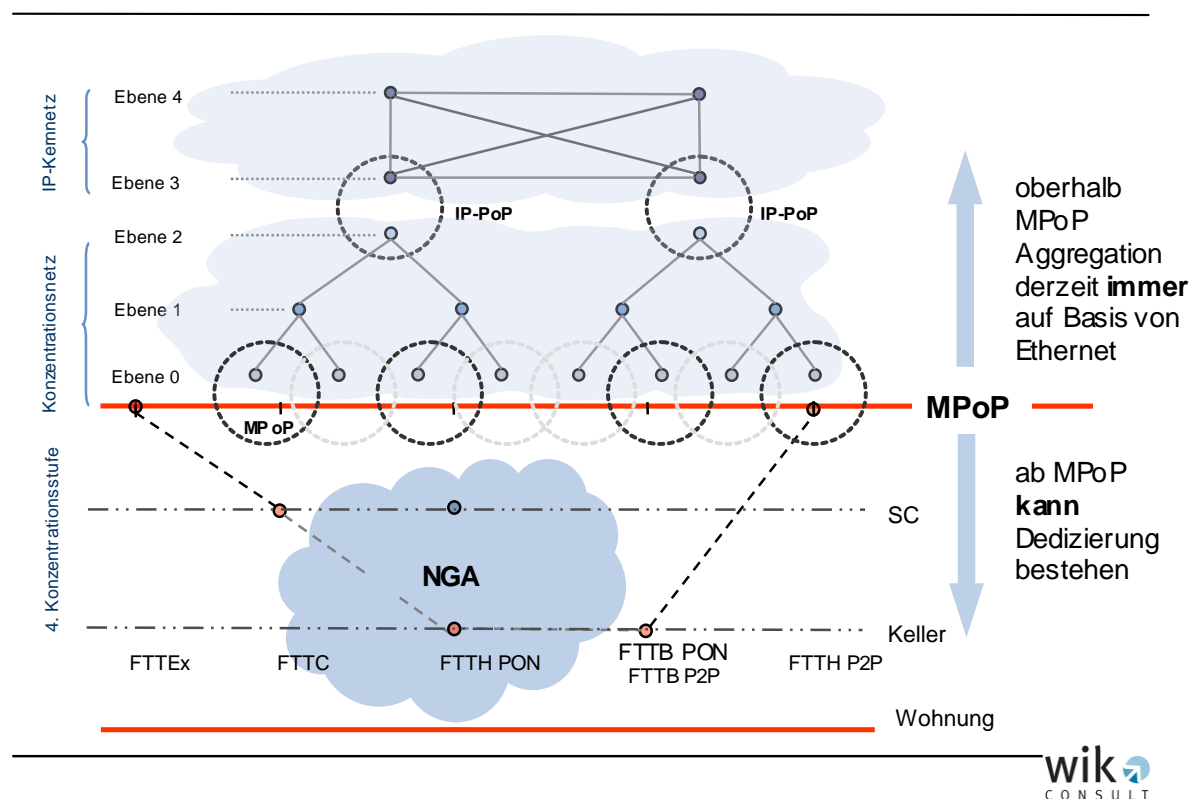 IP-Kernnetz
Ebene 4
Ebene 3
IP-PoP
IP-PoP
Konzentrationsnetz
Ebene 2
Ebene 1
Ebene 0
MPoP
oberhalb
MPoP
Aggregation
derzeit immer
auf Basis von
Ethernet
MPoP
ab MPoP
kann
Dedizierung
bestehen
4. Konzentrationsstufe
SC
NGA
Keller
FTTEx
FTTC
FTTH PON
FTTB PON
FTTB P2P
FTTH P2P
Wohnung
wik
CONSULT